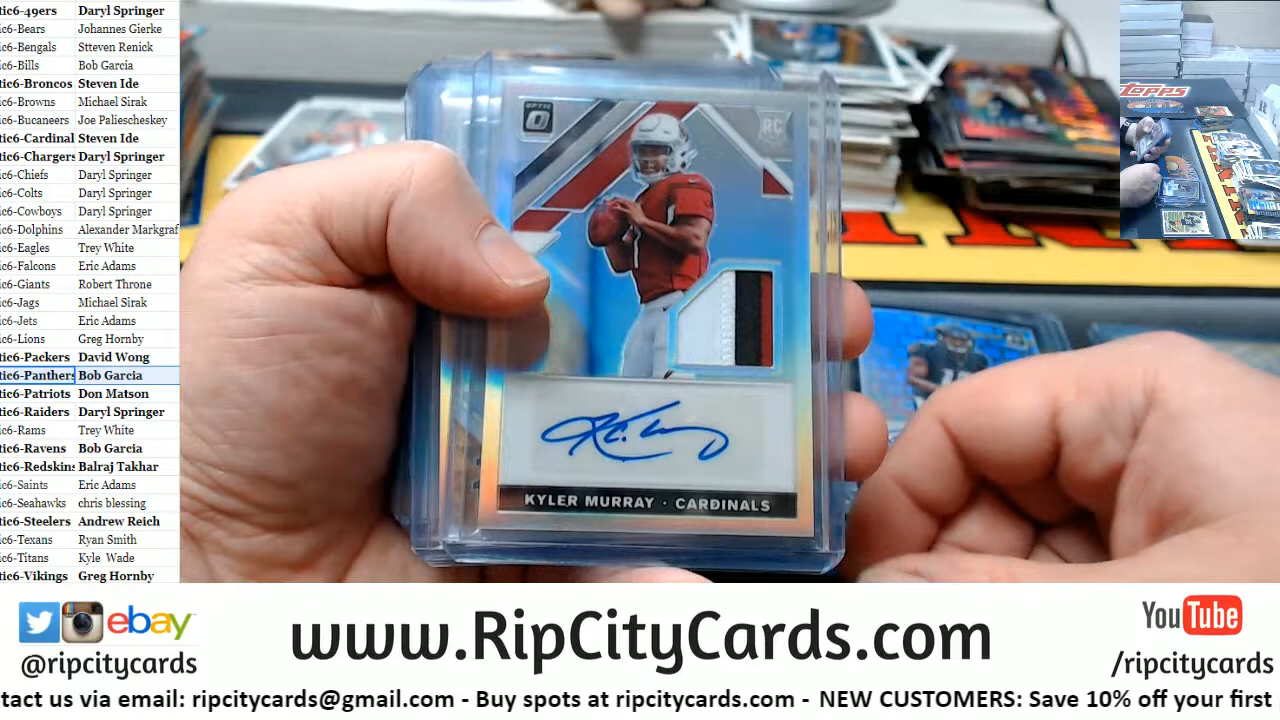 tic6-49ers Daryl Springer
ic6-Bears Johannes Gierke
ic6-Bengals Stteven Renick
ic6-Bills Bob Garcia
tic6-Broncos Steven Ide
ic6-Browns Michael Sirak
ic6-Bucaneers Joe Paliescheskey
tic6-Cardinal Steven Ide
tic6-Chargers Daryl Springer
ic6-Chiefs Daryl Springer
ic6-Colts Daryl Springer
ic6-Cowboys Daryl Springer
ic6-Dolphins Alexander Markgraf
ic6-Eagles Trey White
ic6-Falcons Eric Adams
ic6-Giants Robert Throne
ic6-Jags Michael Sirak
ic6-Jets Eric Adams
ic6-Lions Greg Hornby
tic6-Packers David Wong
tic6-Panthers Bob Garcia
tic6-Patriots Don Matson
tic6-Raiders Daryl Springer
ic6-Rams Trey White
tic6-Ravens Bob Garcia
tic6-Redskins Balraj Takhar
ic6-Saints Eric Adams
ic6-Seahawks chris blessing
tic6-Steelers Andrew Reich
ic6-Texans Ryan Smith
ic6-Titans Kyle Wade
tic6-Vikings Greg Hornby
OPTIC
RC
KYLER MURRAY · CARDINALS
Topps
ebay
@ripcitycards
www.RipCityCards.com
YouTube
/ripcitycards
tact us via email: ripcitycards@gmail.com - Buy spots at ripcitycards.com - NEW CUSTOMERS: Save 10% off your first